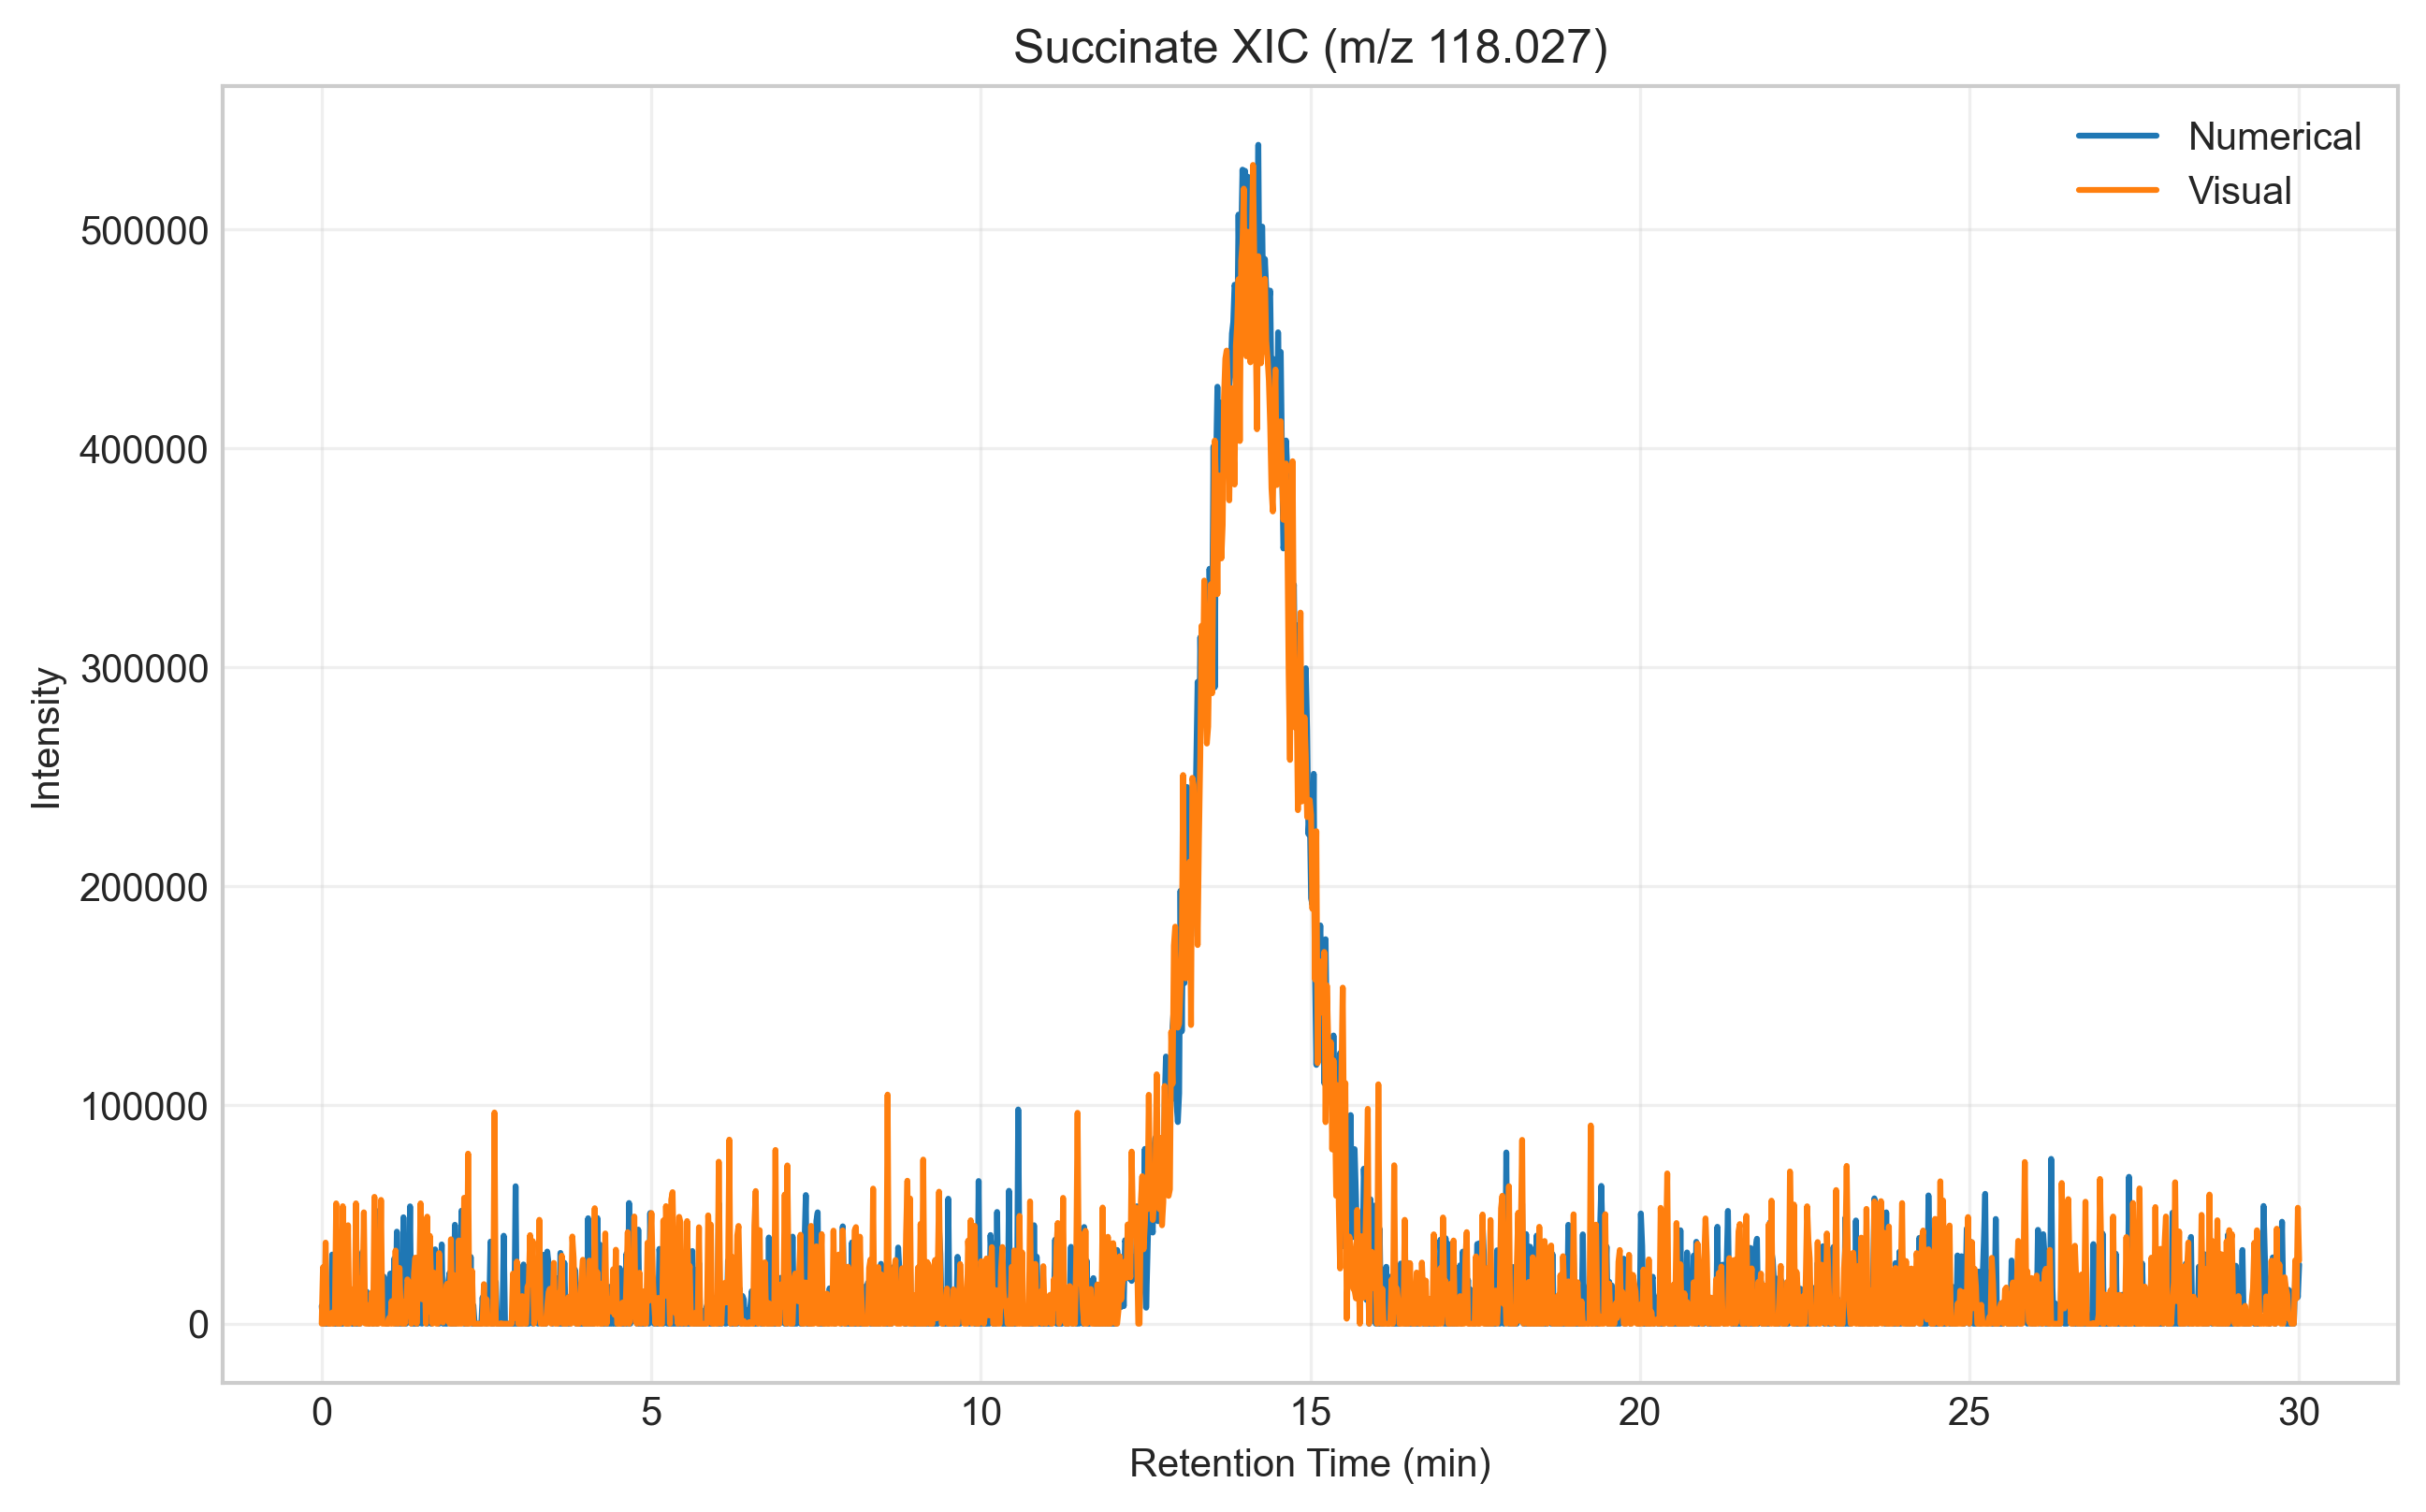 Succinate XIC (m/z 118.027)
Numerical
Visual
500000
400000
300000
200000
100000
0
Intensity
0 5 10 15 20 25 30
Retention Time (min)